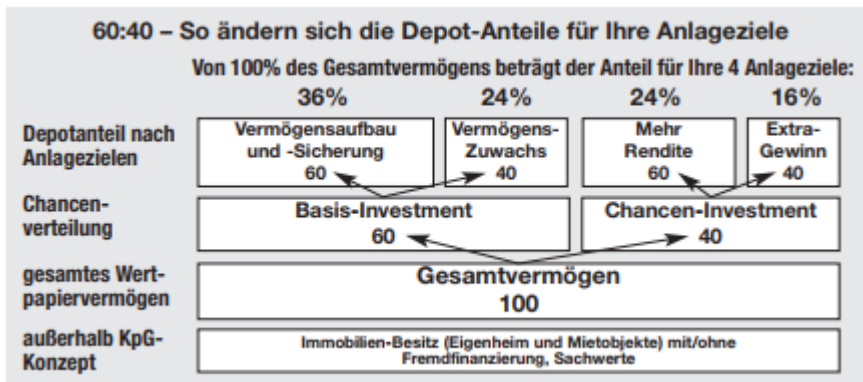 60:40 – So ändern sich die Depot-Anteile für Ihre Anlageziele
Von 100% des Gesamtvermögens beträgt der Anteil für Ihre 4 Anlageziele:
36% 24% 24% 16%
Depotanteil nach
Anlagezielen
Vermögensaufbau
und -Sicherung
60
Vermögens-
Zuwachs
40
Mehr
Rendite
60
Extra-
Gewinn
40
Chancen-
verteilung
Basis-Investment
60
Chancen-Investment
40
gesamtes Wert-
papiervermögen
Gesamtvermögen
100
außerhalb KpG-
Konzept
Immobilien-Besitz (Eigenheim und Mietobjekte) mit/ohne
Fremdfinanzierung, Sachwerte